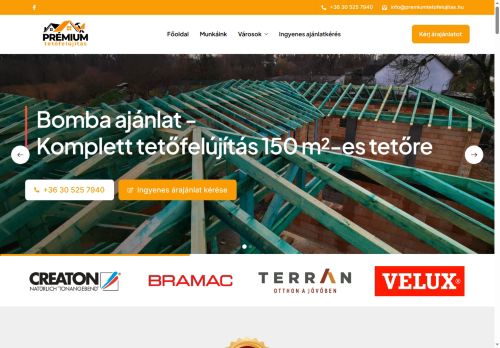 +36 30 525 7940
info@premiumtetofelujitas.hu
PRÉMIUM
tetőfelújítás
Főoldal
Munkáink
Városok
Ingyenes ajánlatkérés
Kérj árajánlatot
Bomba ajánlat -
Komplett tetőfelújítás 150 m²-es tetőre
+36 30 525 7940
Ingyenes árajánlat kérése
CREATON
NATÜRLICH "TONANGEBEND"
BRAMAC
TERRÁN
OTTHON A JÖVŐBEN
VELUX®